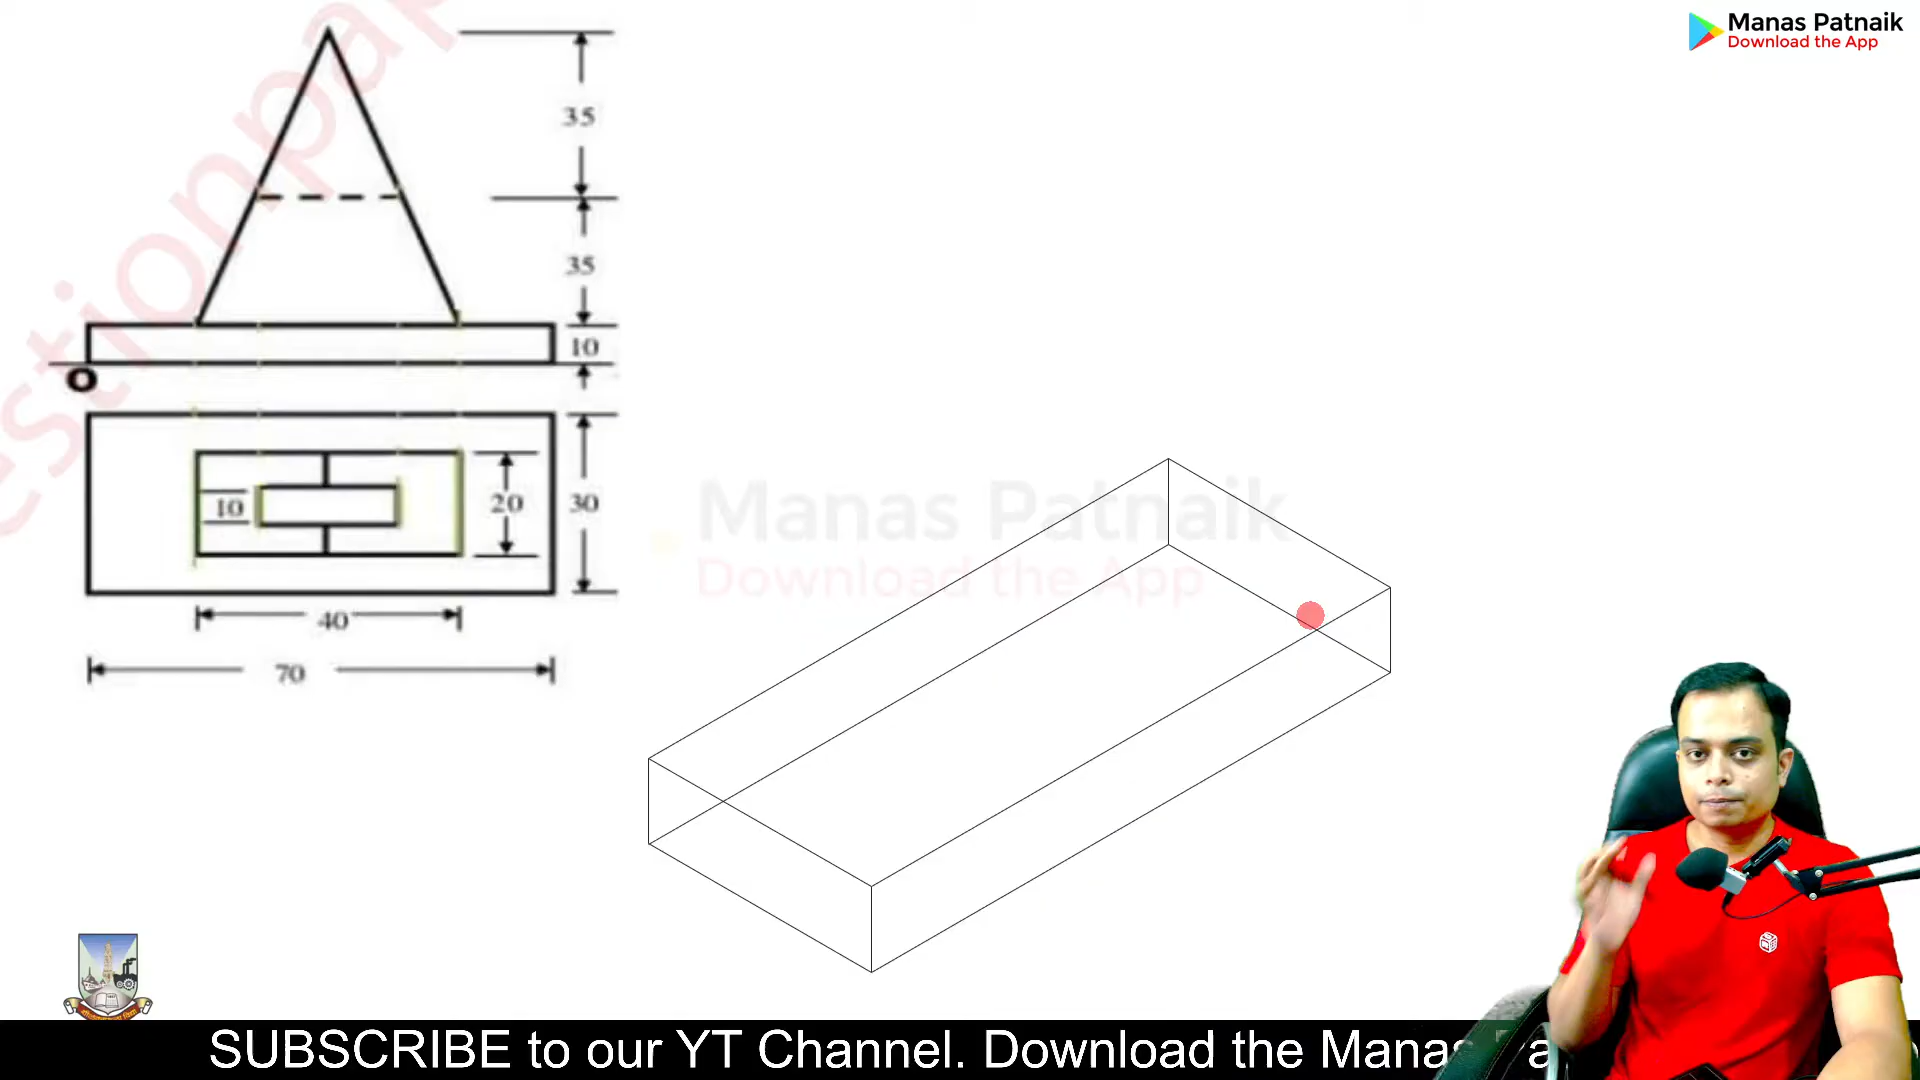 Manas Patnaik
Download the App
estionpap
35
35
10
O
10
20
30
40
70
Manas Patnaik
Download the App
SUBSCRIBE to our YT Channel. Download the Manas